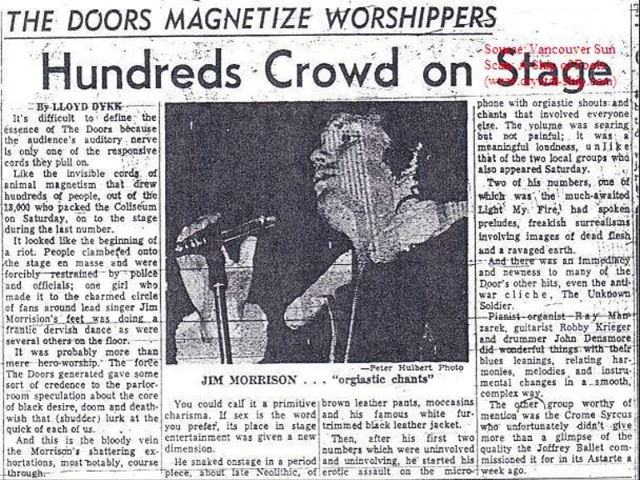 THE DOORS MAGNETIZE WORSHIPPERS
Hundreds Crowd on Stage
Source: Vancouver Sun
Scan: A Ship of Fools
By LLOYD DYKK
It's difficult to define the
essence of The Doors because
the audience's auditory nerve
is only one of the responsive
cords they pull on.
Like the invisible cords of
animal magnetism that drew
hundreds of people, out of the
13,000 who packed the Coliseum
on Saturday, on to the stage
during the last number.
It looked like the beginning of
a riot. People clambered onto
the stage en masse and were
forcibly restrained by police
and officials; one girl who
made it to the charmed circle
of fans around lead singer Jim
Morrison's feet was doing a
frantic dervish dance as were
several others on the floor.
It was probably more than
mere hero-worship. The force
The Doors generated gave some
sort of credence to the parlor-
room speculation about the core
of black desire, doom and death-
wish that (shudder) lurk at the
quick of each of us.
And this is the bloody vein
the Morrison's shattering ex-
hortations, most notably, course
through.
—Peter Hulbert Photo
JIM MORRISON . . . "orgiastic chants"
You could call it a primitive
charisma. If sex is the word
you prefer, its place in stage
entertainment was given a new
dimension.
He snaked onstage in a period
piece, about late Neolithic, of
brown leather pants, moccasins
and his famous white fur-
trimmed black leather jacket.
Then, after his first two
numbers which were uninvolved
and uninvolving, he started his
erotic assault on the micro-
phone with orgiastic shouts and
chants that involved everyone
else. The volume was searing
but not painful; it was a
meaningful loudness, unlike
that of the two local groups who
also appeared Saturday.
Two of his numbers, one of
which was the much-awaited
Light My Fire, had spoken
preludes, freakish surrealisms
involving images of dead flesh
and a ravaged earth.
And there was an immediacy
and newness to many of the
Door's other hits, even the anti-
war cliche, The Unknown
Soldier.
Pianist-organist Ray Man-
zarek, guitarist Robby Krieger
and drummer John Densmore
did wonderful things with their
blues leanings, relating har-
monies, melodies and instru-
mental changes in a smooth,
complex way.
The other group worthy of
mention was the Crome Syrcus
who unfortunately didn't give
more than a glimpse of the
quality the Joffrey Ballet com-
missioned it for in its Astarte a
week ago.